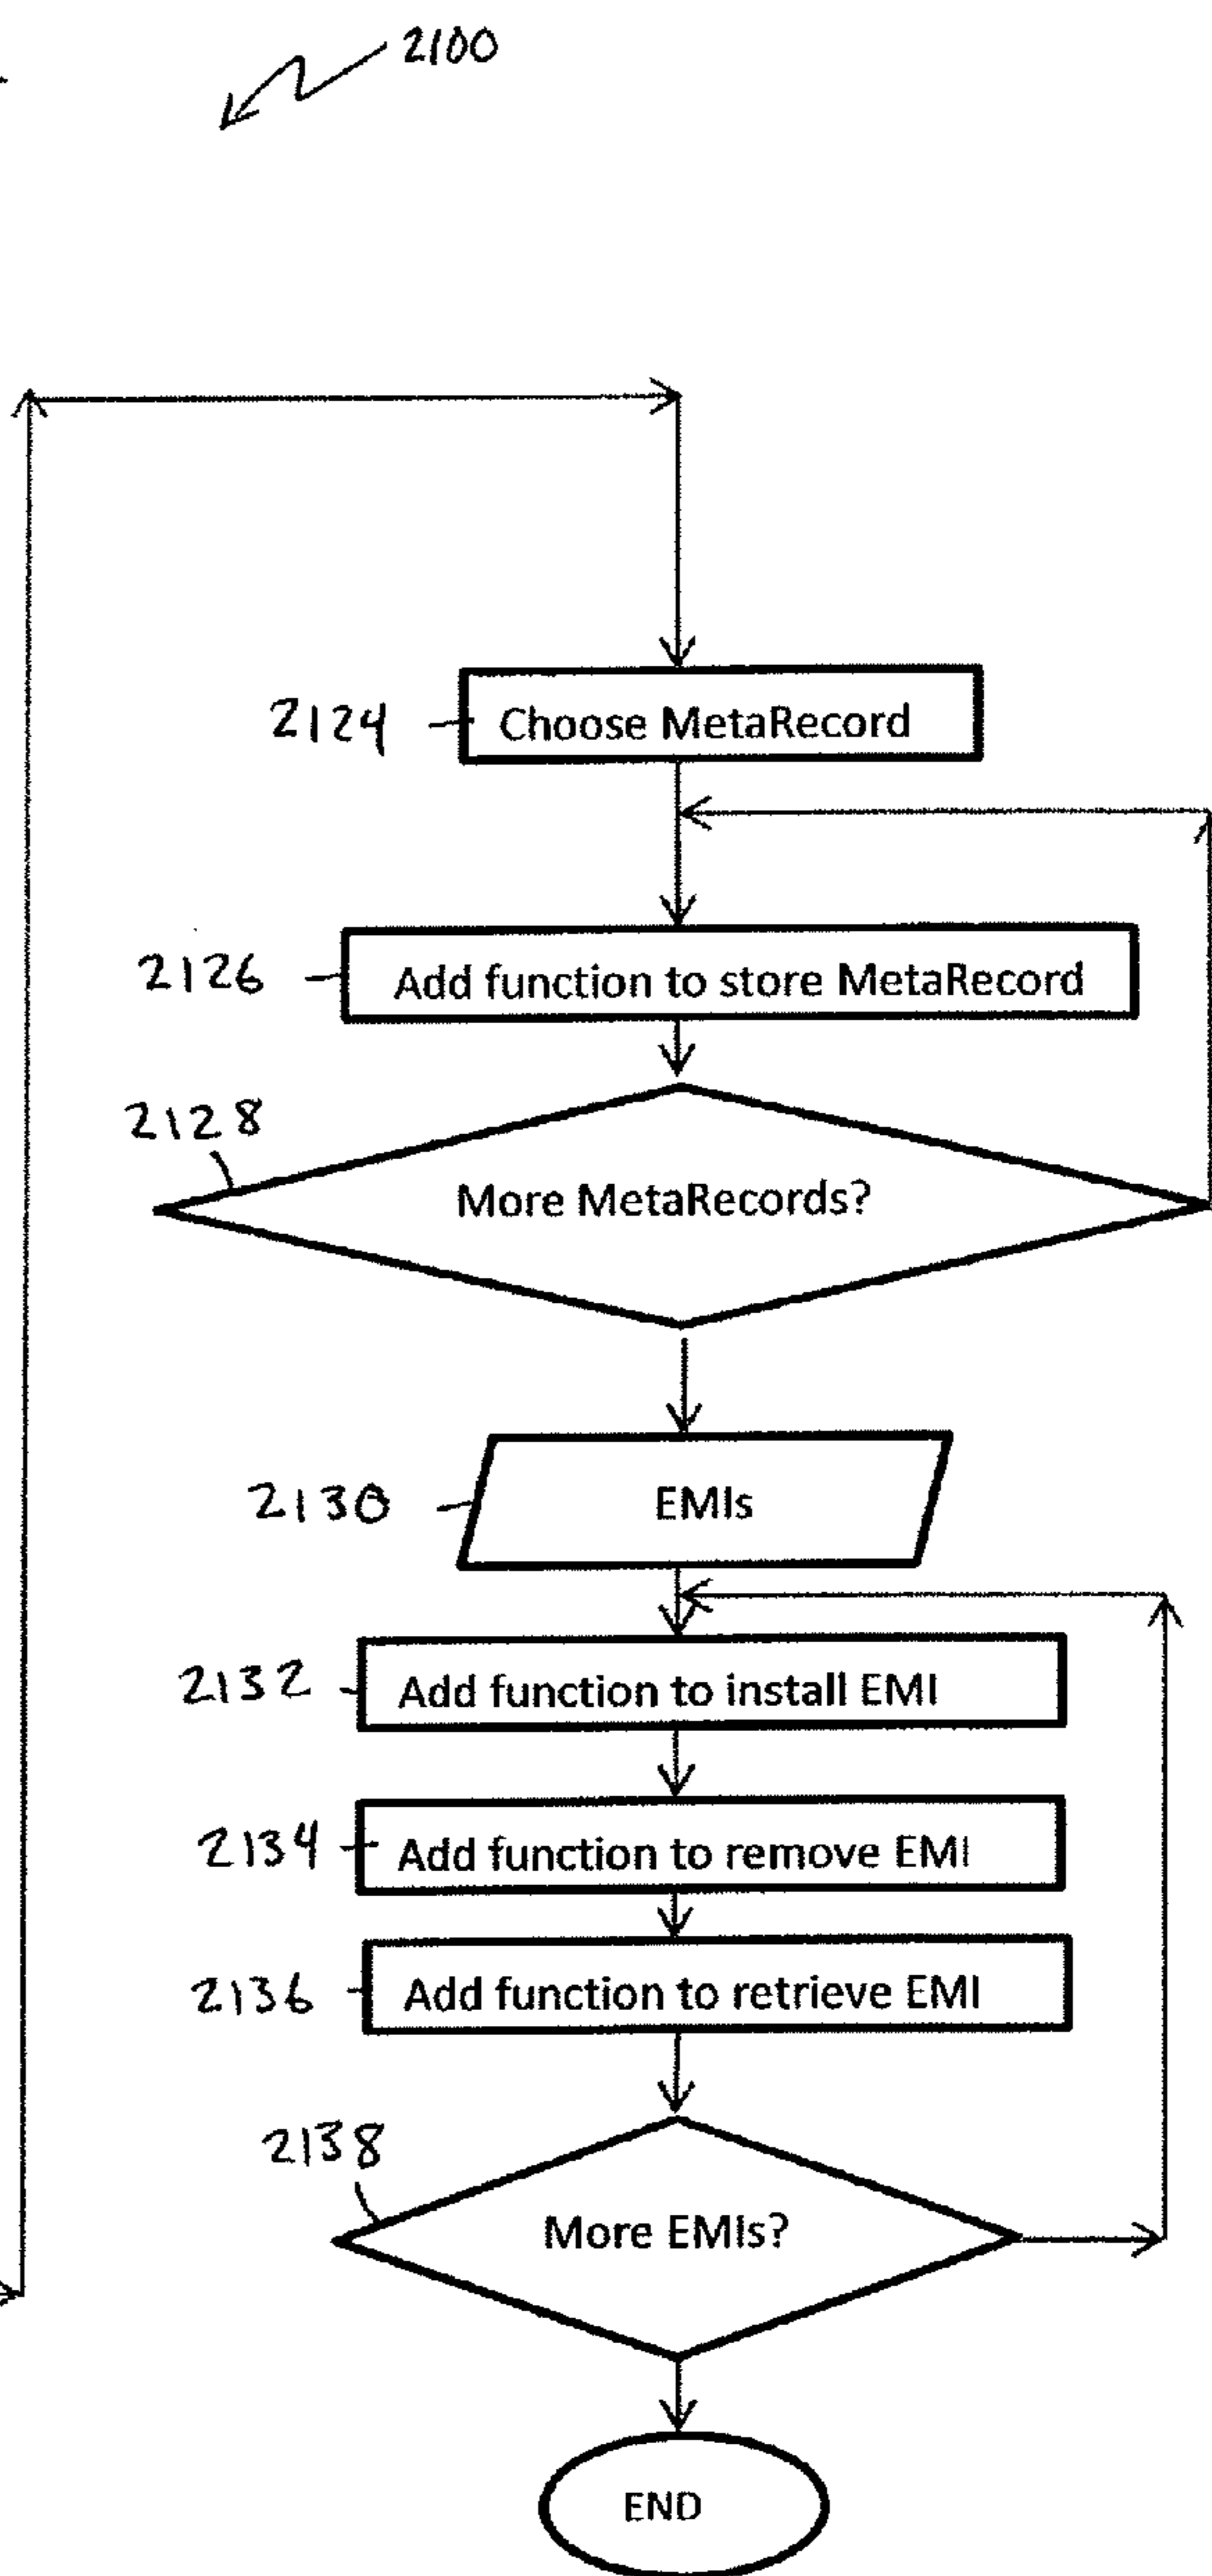 2100
2124
Choose MetaRecord
2126
Add function to store MetaRecord
2128
More MetaRecords?
2130
EMIs
2132
Add function to install EMI
2134
Add function to remove EMI
2136
Add function to retrieve EMI
2138
More EMIs?
END